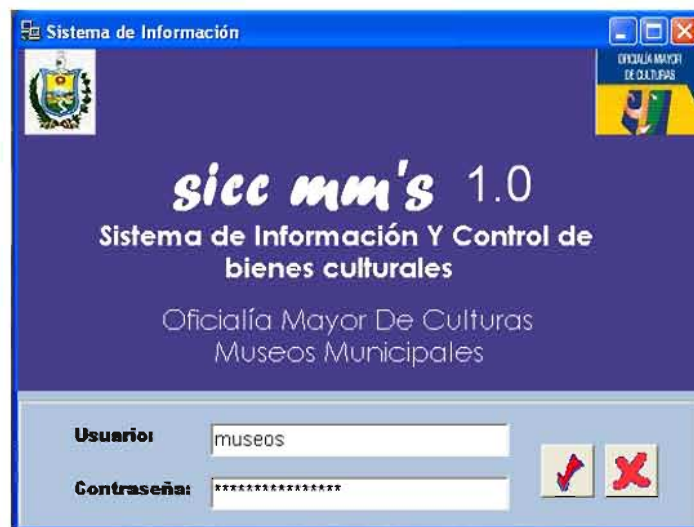 Sistema de Información
OFICIALÍA MAYOR
DE CULTURAS
sicc mm's 1.0
Sistema de Información Y Control de
bienes culturales
Oficialía Mayor De Culturas
Museos Municipales
Usuario: museos
Contraseña: ****************